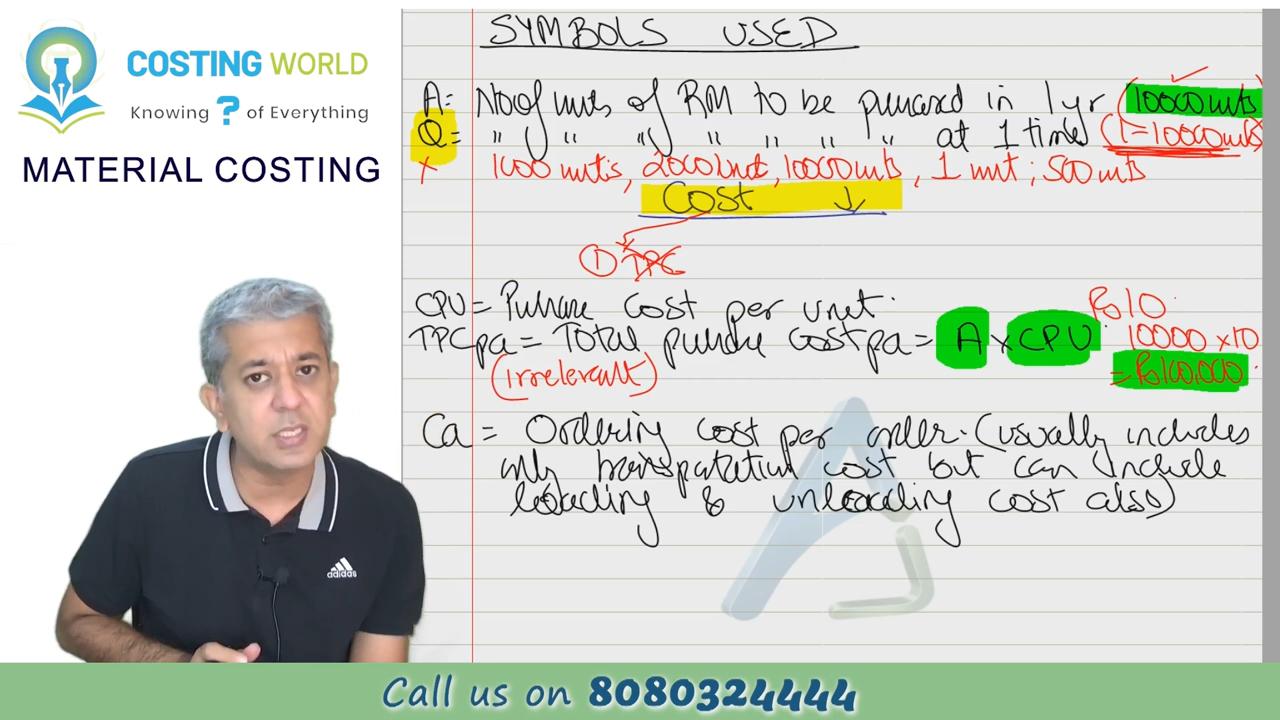 COSTING WORLD
Knowing ? of Everything
MATERIAL COSTING
SYMBOLS USED
A = No of units of RM to be purchased in 1 yr (10000 units)
Q = " " " " " " " at 1 time (1 - 10000 units)
x 1000 units, 2000 unit, 10000 units, 1 unit; 500 units
Cost ↓
① TPC
CPU = Purchase cost per unit. Rs 10
TPCpa = Total purchase cost pa = A x CPU. 10000 x 10
(irrelevant) = Rs 100,000.
Ca = Ordering cost per order. (usually includes
only transportation cost but can include
loading & unloading cost also)
adidas
Call us on 8080324444